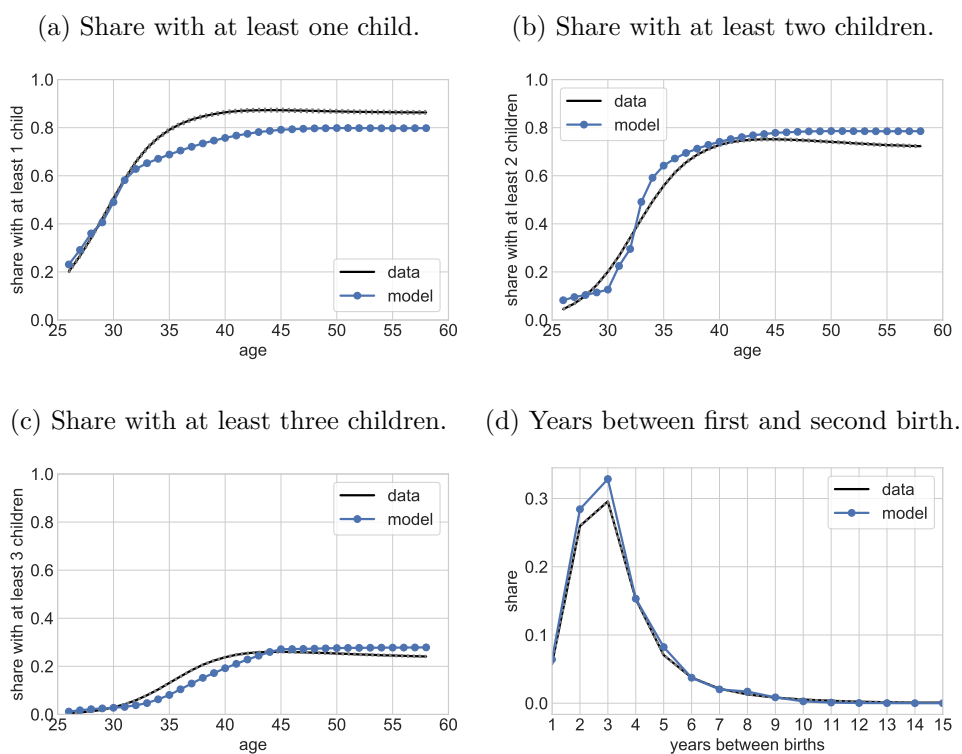 (a) Share with at least one child.
share with at least 1 child
1.0
0.8
0.6
0.4
0.2
0.0
data
model
25 30 35 40 45 50 55 60
age
(b) Share with at least two children.
share with at least 2 children
1.0
0.8
0.6
0.4
0.2
0.0
data
model
25 30 35 40 45 50 55 60
age
(c) Share with at least three children.
share with at least 3 children
1.0
0.8
0.6
0.4
0.2
0.0
data
model
25 30 35 40 45 50 55 60
age
(d) Years between first and second birth.
share
0.3
0.2
0.1
0.0
data
model
1 2 3 4 5 6 7 8 9 10 11 12 13 14 15
years between births